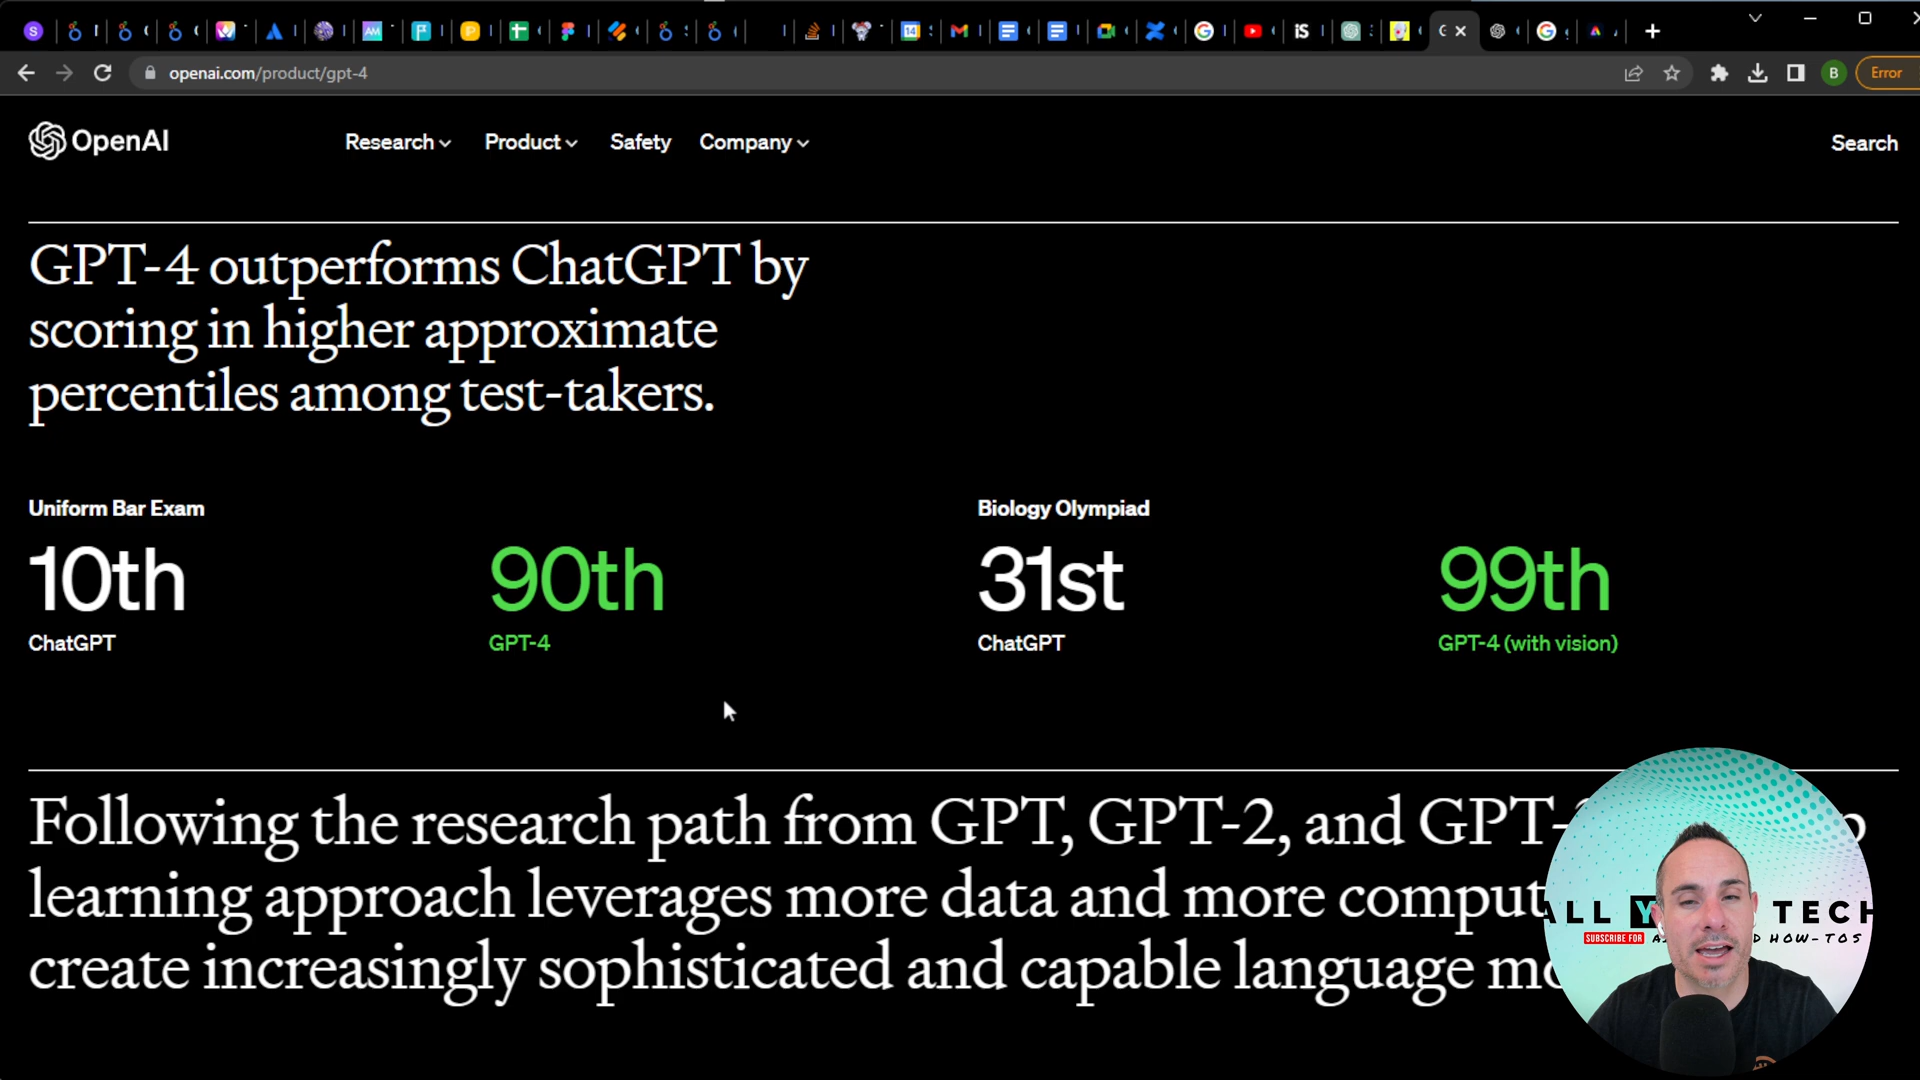 openai.com/product/gpt-4
Error
OpenAI
Research
Product
Safety
Company
Search
GPT-4 outperforms ChatGPT by
scoring in higher approximate
percentiles among test-takers.
Uniform Bar Exam
10th
ChatGPT
90th
GPT-4
Biology Olympiad
31st
ChatGPT
99th
GPT-4 (with vision)
Following the research path from GPT, GPT-2, and
learning approach leverages more data and more
create increasingly sophisticated and capable language
ALL Y TECH
SUBSCRIBE FOR HOW-TOS